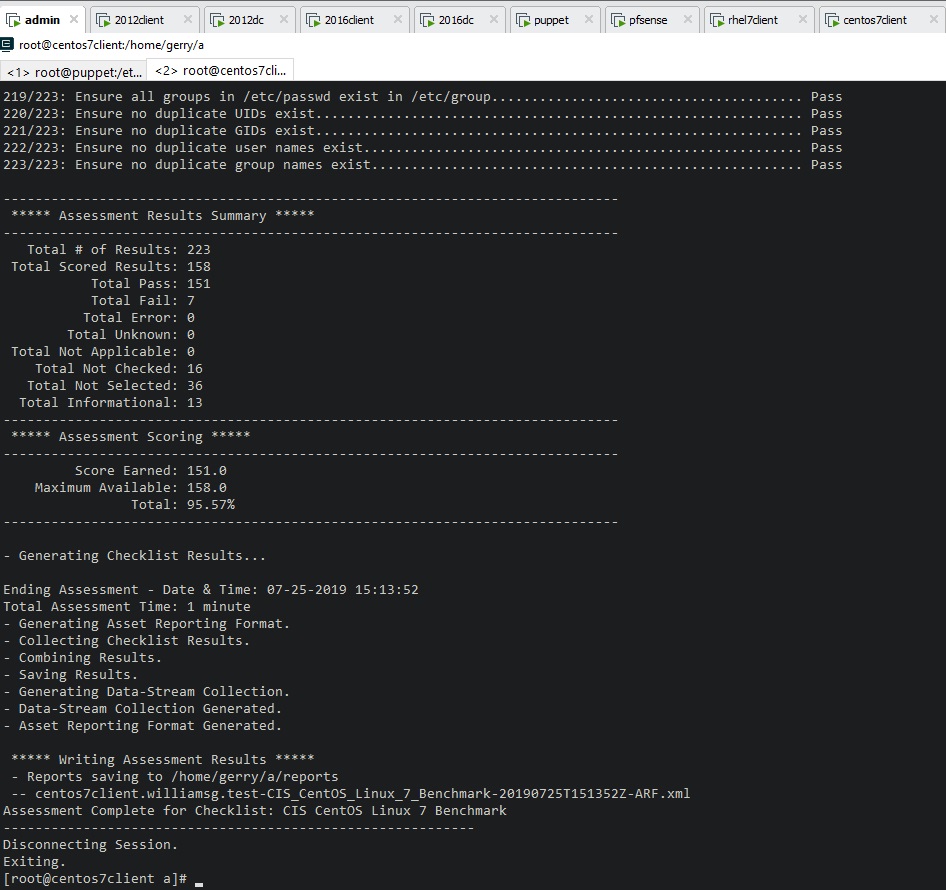 admin 2012client 2012dc 2016client 2016dc puppet pfsense rhel7client centos7client
root@centos7client:/home/gerry/a
<1> root@puppet:/et... <2> root@centos7cli...
219/223: Ensure all groups in /etc/passwd exist in /etc/group....................................... Pass
220/223: Ensure no duplicate UIDs exist............................................................. Pass
221/223: Ensure no duplicate GIDs exist............................................................. Pass
222/223: Ensure no duplicate user names exist....................................................... Pass
223/223: Ensure no duplicate group names exist...................................................... Pass
-----------------------------------------------------------------------------
***** Assessment Results Summary *****
-----------------------------------------------------------------------------
Total # of Results: 223
Total Scored Results: 158
Total Pass: 151
Total Fail: 7
Total Error: 0
Total Unknown: 0
Total Not Applicable: 0
Total Not Checked: 16
Total Not Selected: 36
Total Informational: 13
-----------------------------------------------------------------------------
***** Assessment Scoring *****
-----------------------------------------------------------------------------
Score Earned: 151.0
Maximum Available: 158.0
Total: 95.57%
-----------------------------------------------------------------------------
- Generating Checklist Results...
Ending Assessment - Date & Time: 07-25-2019 15:13:52
Total Assessment Time: 1 minute
- Generating Asset Reporting Format.
- Collecting Checklist Results.
- Combining Results.
- Saving Results.
- Generating Data-Stream Collection.
- Data-Stream Collection Generated.
- Asset Reporting Format Generated.
***** Writing Assessment Results *****
- Reports saving to /home/gerry/a/reports
-- centos7client.williamsg.test-CIS_CentOS_Linux_7_Benchmark-20190725T151352Z-ARF.xml
Assessment Complete for Checklist: CIS CentOS Linux 7 Benchmark
-----------------------------------------------------------
Disconnecting Session.
Exiting.
[root@centos7client a]# _